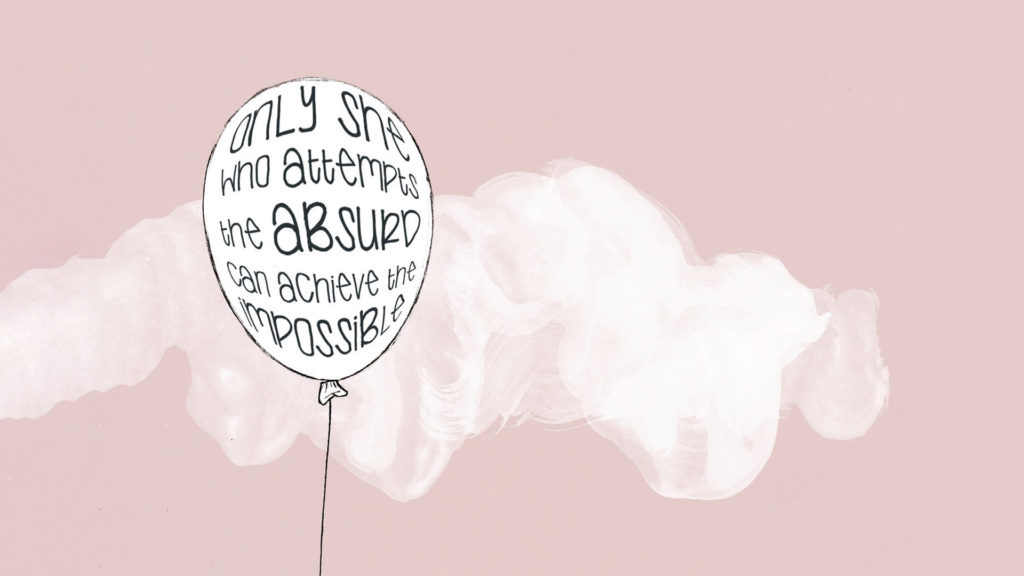 ONLY SHE
WHO ATTEMPTS
THE ABSURD
CAN ACHIEVE THE
IMPOSSIBLE